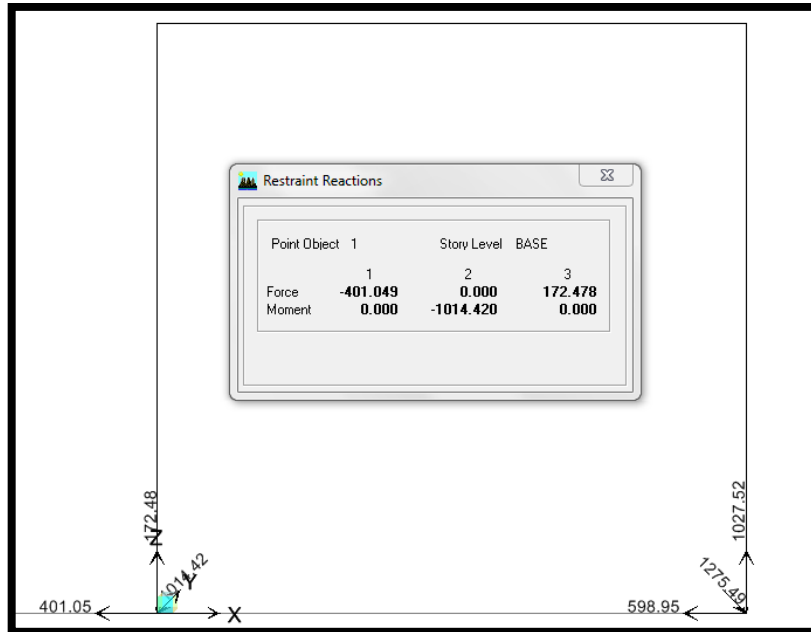 Restraint Reactions
Point Object 1 Story Level BASE
1 2 3
Force -401.049 0.000 172.478
Moment 0.000 -1014.420 0.000
172.48
Z
1014.42
Y
401.05
X
1027.52
1275.49
598.95